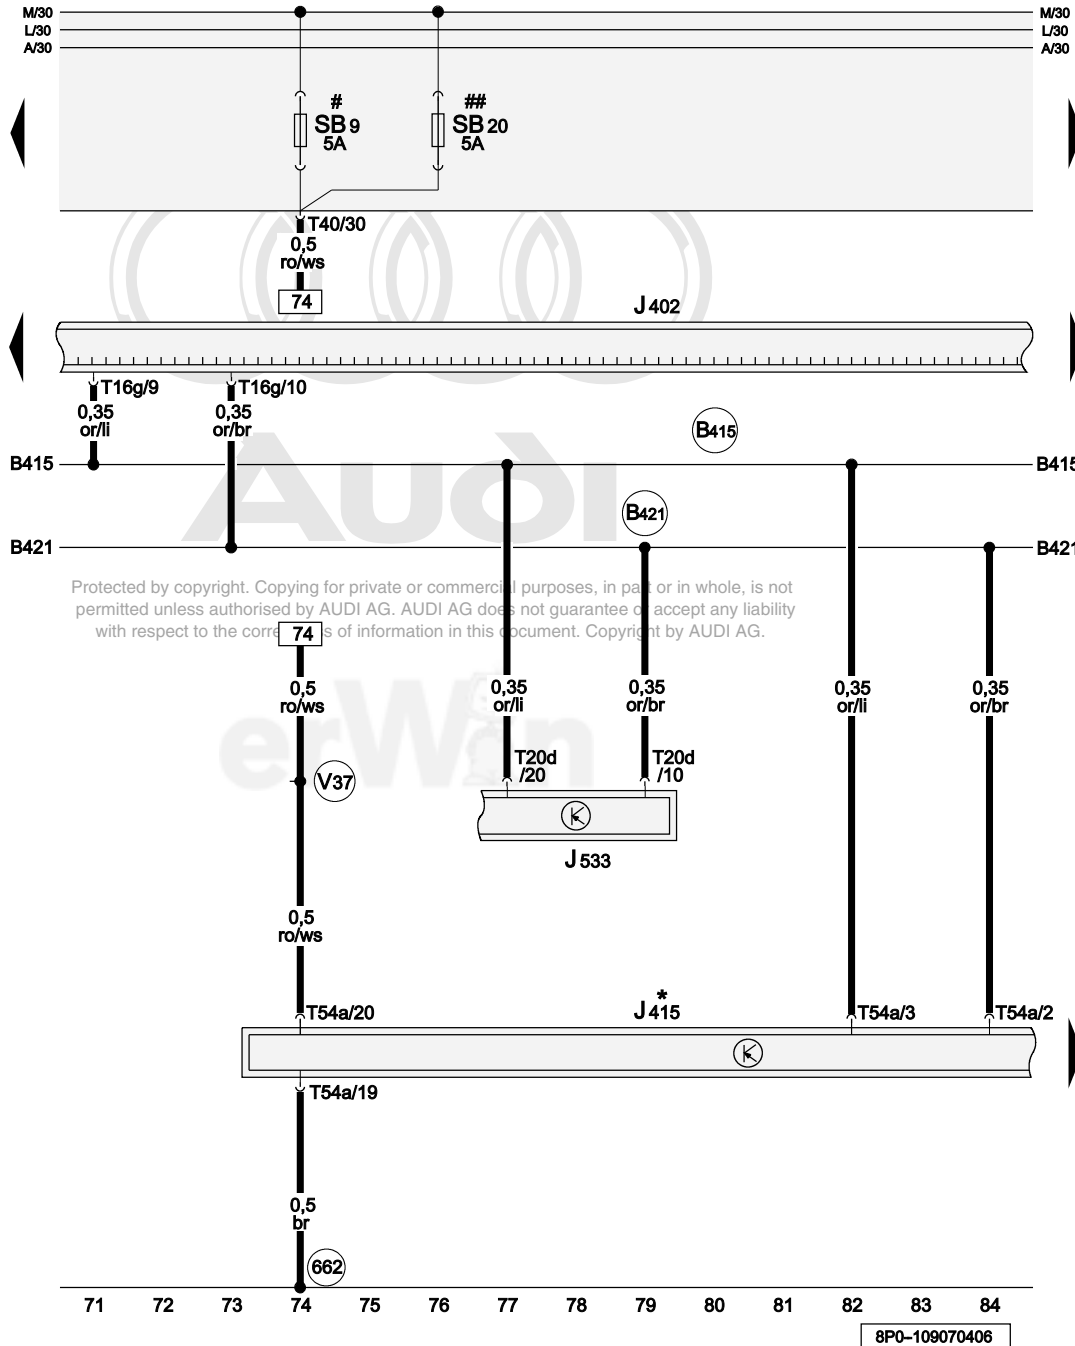 M/30 M/30
L/30 L/30
A/30 A/30
# ##
SB 9 SB 20
5A 5A
T40/30
0,5
ro/ws
74
J 402
T16g/9 T16g/10
0,35 0,35
or/li or/br
B415
B415 B415
Audi
B421
B421 B421
Protected by copyright. Copying for private or commercial purposes, in part or in whole, is not
permitted unless authorised by AUDI AG. AUDI AG does not guarantee or accept any liability
with respect to the corre s of information in this document. Copyright by AUDI AG.
74
0,5 0,35 0,35 0,35 0,35
ro/ws or/li or/br or/li or/br
erWin
T20d T20d
/20 /10
V37
J 533
0,5
ro/ws
*
T54a/20 J 415 T54a/3 T54a/2
T54a/19
0,5
br
662
71 72 73 74 75 76 77 78 79 80 81 82 83 84
8P0–109070406